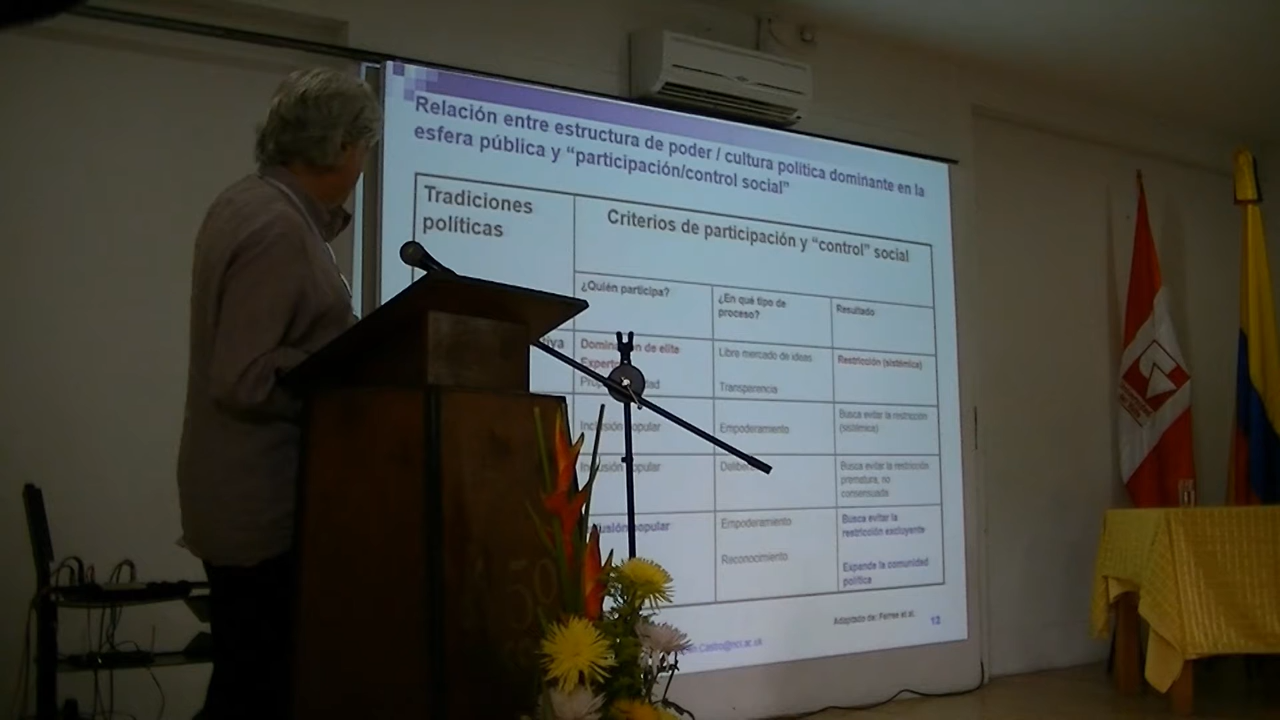 Relación entre estructura de poder / cultura política dominante en la
esfera pública y “participación/control social”
Tradiciones
políticas
Criterios de participación y “control” social
¿Quién participa?
¿En qué tipo de
proceso?
Resultado
de elite
Libre mercado de ideas
Transparencia
Restricción (sistémica)
popular
Empoderamiento
Busca evitar la restricción
(sistémica)
popular
Busca evitar la restricción
prematura, no
consensuada
popular
Empoderamiento
Reconocimiento
Busca evitar la
restricción excluyente
Expande la comunidad
política
Adaptado de: Ferree et al.